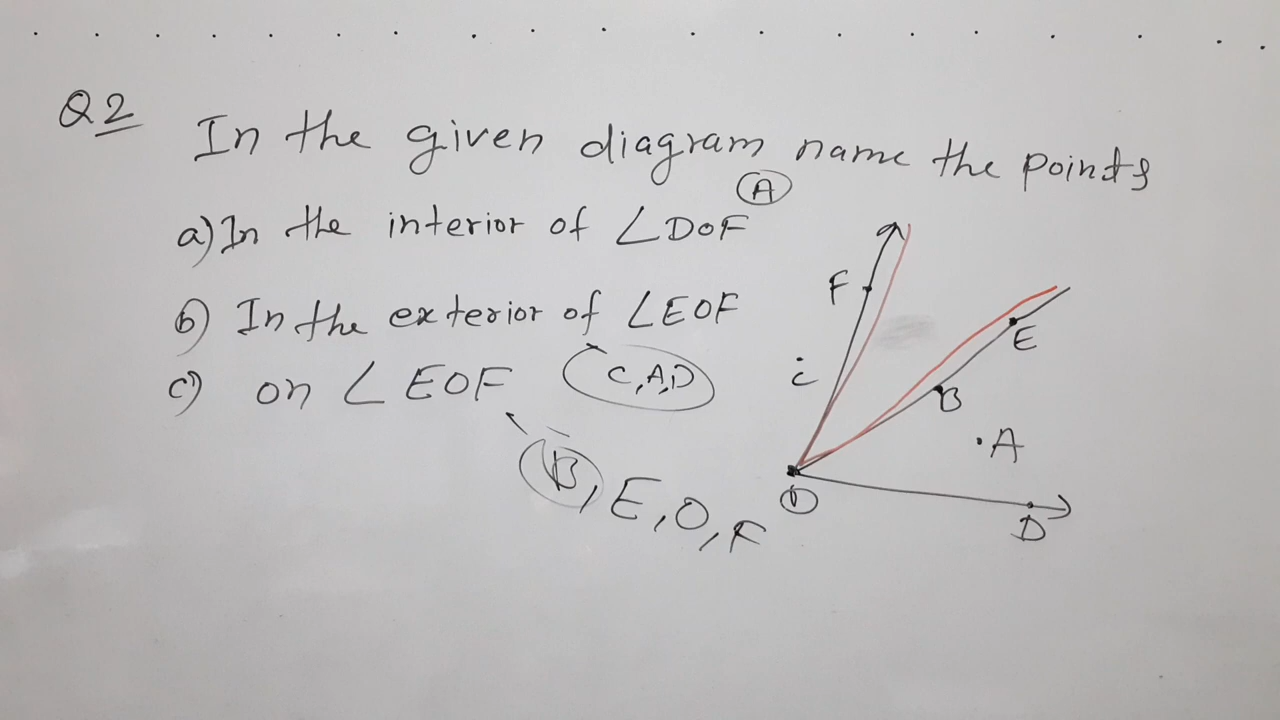 Q2
In the given diagram name the points
a) In the interior of ∠DOF
A
b) In the exterior of ∠EOF
C, A, D
c) on ∠EOF
B, E, O, F
F
E
C
B
A
O
D